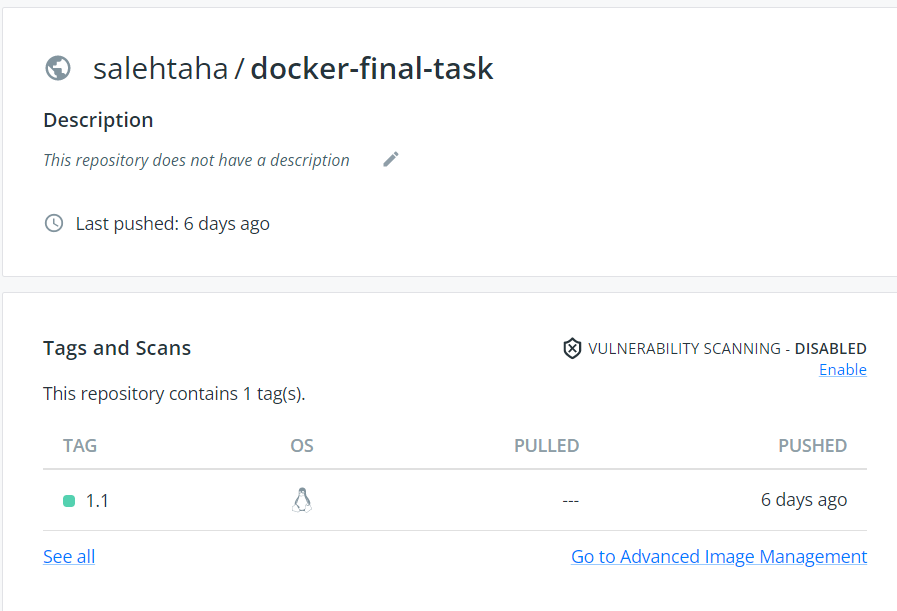 salehtaha / docker-final-task
Description
This repository does not have a description
Last pushed: 6 days ago
Tags and Scans
VULNERABILITY SCANNING - DISABLED
Enable
This repository contains 1 tag(s).
TAG OS PULLED PUSHED
1.1 --- 6 days ago
See all Go to Advanced Image Management